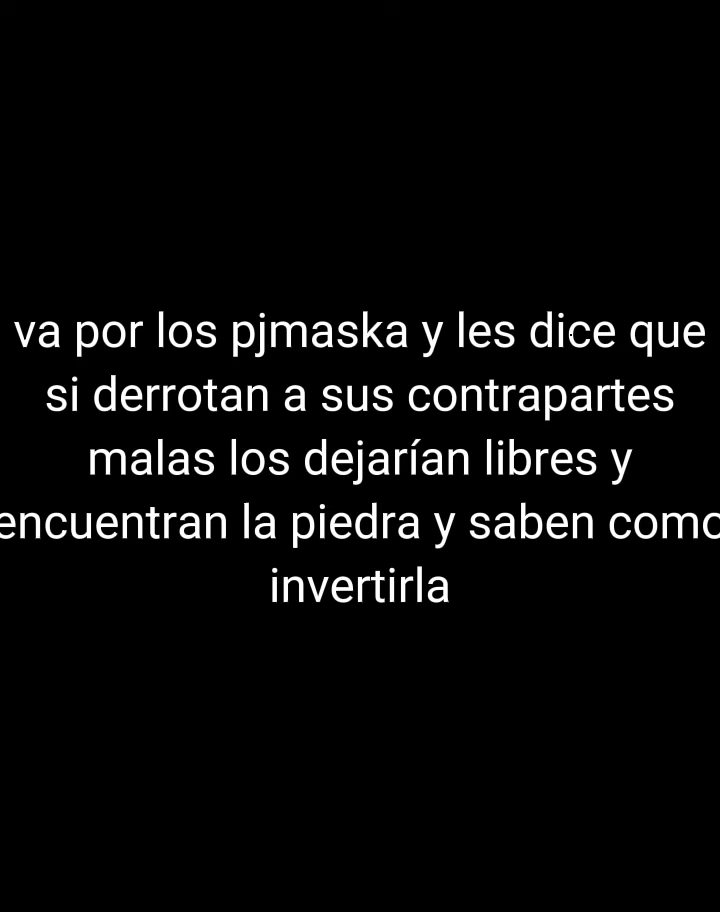 va por los pjmaska y les dice que
si derrotan a sus contrapartes
malas los dejarían libres y
encuentran la piedra y saben como
invertirla